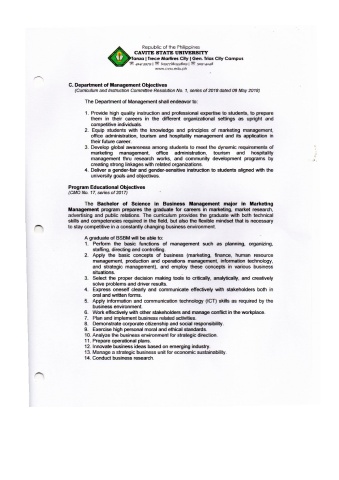 Republic of the Philippines
CAVITE STATE UNIVERSITY
Tanza | Trece Martires City | Gen. Trias City Campus
www.cvsu.edu.ph
C. Department of Management Objectives
(Curriculum and Instruction Committee Resolution No. 1, series of 2018 dated 09 May 2018)
The Department of Management shall endeavor to:
1. Provide high quality instruction and professional expertise to students, to prepare
them in their careers in the different organizational settings as upright and
competitive individuals.
2. Equip students with the knowledge and principles of marketing management,
office administration, tourism and hospitality management and its application in
their future career.
3. Develop global awareness among students to meet the dynamic requirements of
marketing management, office administration, tourism and hospitality
management thru research works, and community development programs by
creating strong linkages with related organizations.
4. Deliver a gender-fair and gender-sensitive instruction to students aligned with the
university goals and objectives.
Program Educational Objectives
(CMO No. 17, series of 2017)
The Bachelor of Science in Business Management major in Marketing
Management program prepares the graduate for careers in marketing, market research,
advertising and public relations. The curriculum provides the graduate with both technical
skills and competencies required in the field, but also the flexible mindset that is necessary
to stay competitive in a constantly changing business environment.
A graduate of BSBM will be able to:
1. Perform the basic functions of management such as planning, organizing,
staffing, directing and controlling.
2. Apply the basic concepts of business (marketing, finance, human resource
management, production and operations management, information technology,
and strategic management), and employ these concepts in various business
situations.
3. Select the proper decision making tools to critically, analytically, and creatively
solve problems and driver results.
4. Express oneself clearly and communicate effectively with stakeholders both in
oral and written forms.
5. Apply information and communication technology (ICT) skills as required by the
business environment.
6. Work effectively with other stakeholders and manage conflict in the workplace.
7. Plan and implement business related activities.
8. Demonstrate corporate citizenship and social responsibility.
9. Exercise high personal moral and ethical standards.
10. Analyze the business environment for strategic direction.
11. Prepare operational plans.
12. Innovate business ideas based on emerging industry.
13. Manage a strategic business unit for economic sustainability.
14. Conduct business research.